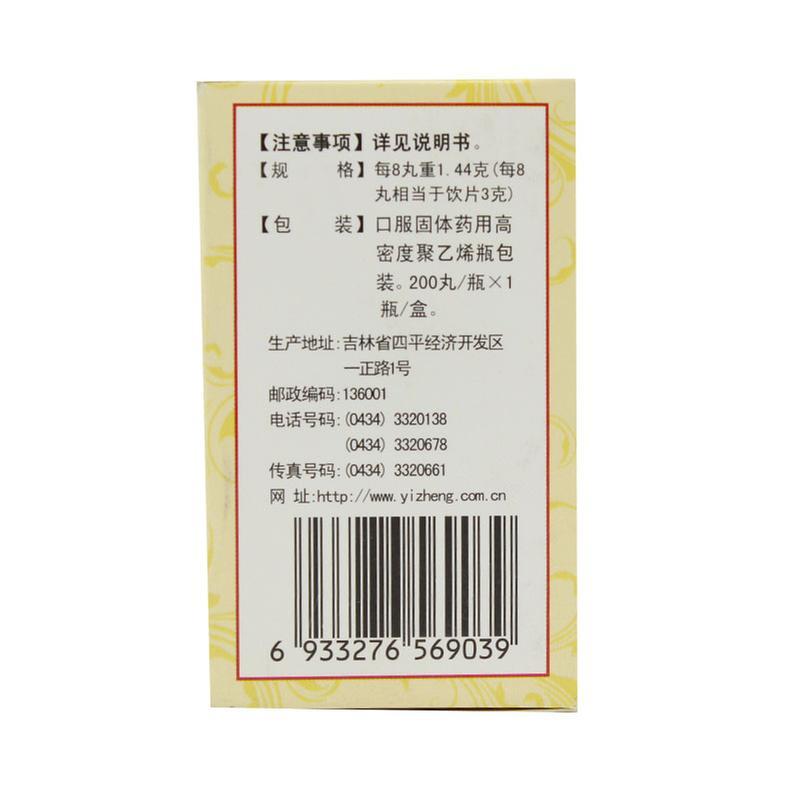 【注意事项】详见说明书。
【规 格】每8丸重1.44克(每8
丸相当于饮片3克)
【包 装】口服固体药用高
密度聚乙烯瓶包
装。200丸/瓶×1
瓶/盒。
生产地址:吉林省四平经济开发区
一正路1号
邮政编码:136001
电话号码:(0434) 3320138
(0434) 3320678
传真号码:(0434) 3320661
网 址:http://www.yizheng.com.cn
6 933276 569039